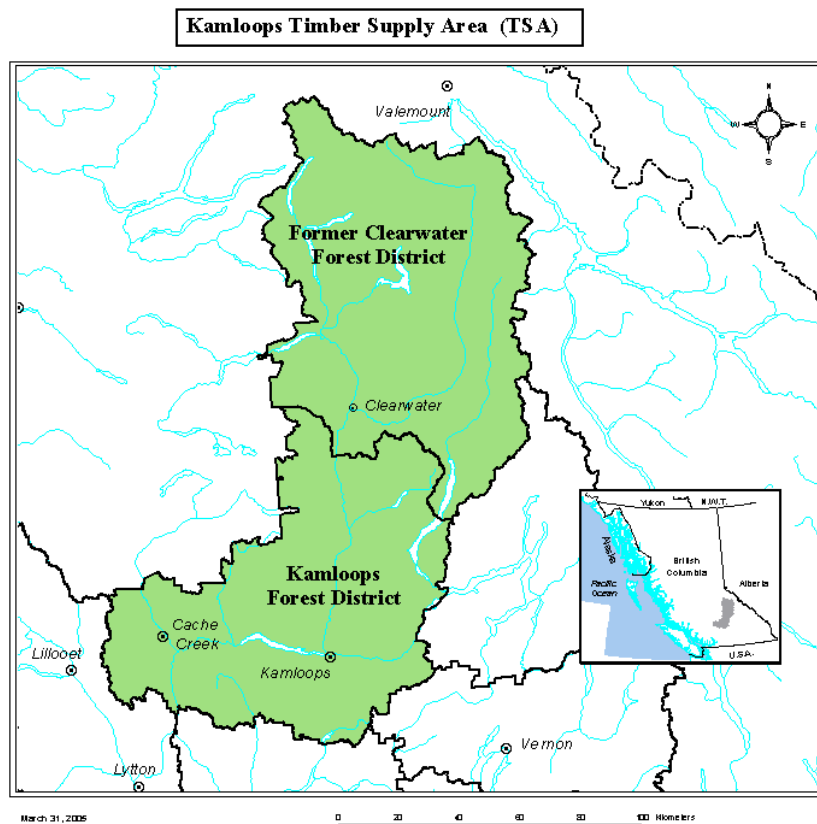 Kamloops Timber Supply Area (TSA)
Valemount
N
W
E
S
Former Clearwater
Forest District
Clearwater
Yukon
N.W.T.
Alaska
British
Columbia
Alberta
Pacific
Ocean
U.S.A.
Kamloops
Forest District
Cache
Creek
Lillooet
Kamloops
Vernon
Lytton
March 31, 2005
0 20 40 60 80 100 Kilometers